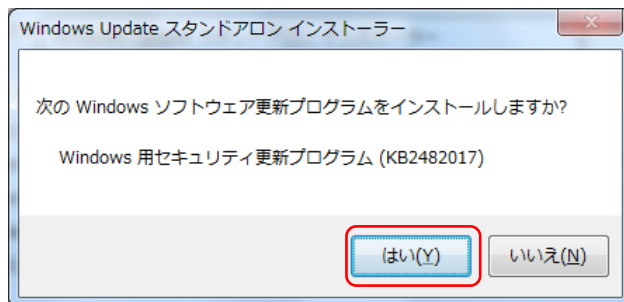 Windows Update スタンドアロン インストーラー
次の Windows ソフトウェア更新プログラムをインストールしますか?
Windows 用セキュリティ更新プログラム (KB2482017)
はい(Y) いいえ(N)